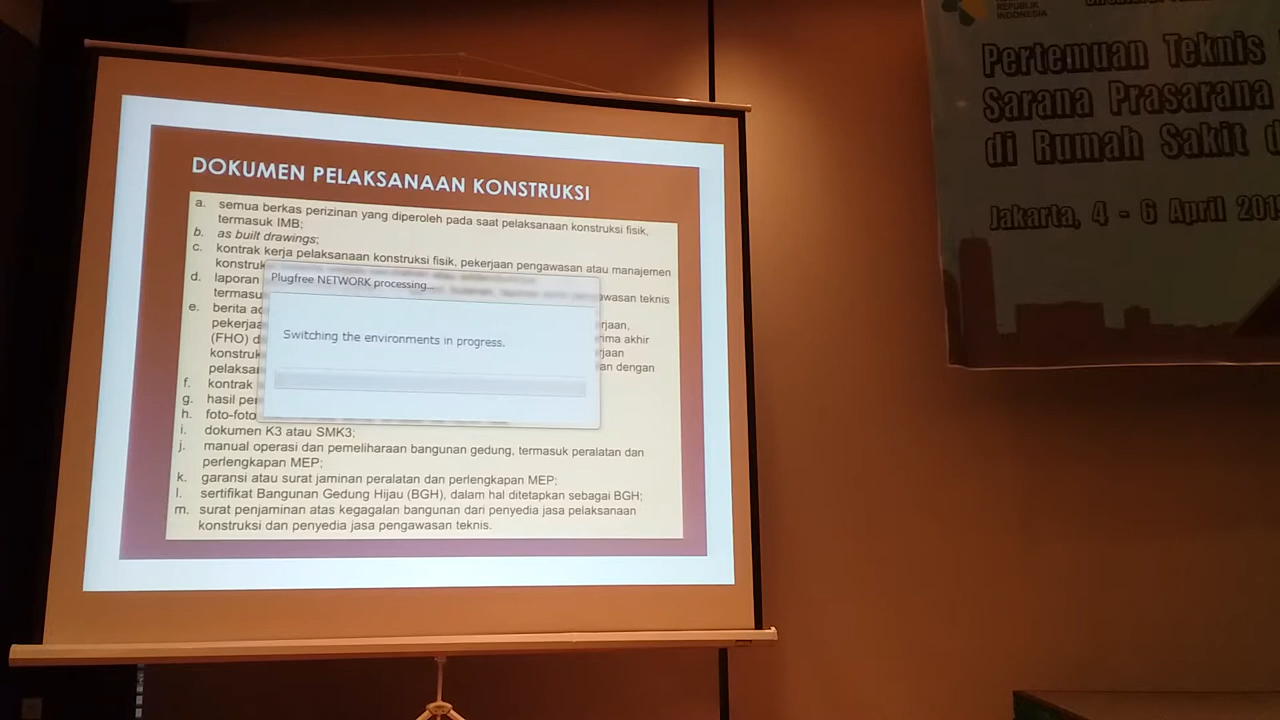 DOKUMEN PELAKSANAAN KONSTRUKSI
a. semua berkas perizinan yang diperoleh pada saat pelaksanaan konstruksi fisik,
termasuk IMB;
b. as built drawings;
c. kontrak kerja pelaksanaan konstruksi fisik, pekerjaan pengawasan atau manajemen
konstruk
d. laporan
termasu wasan teknis
e. berita ac
pekerjaa rjaan,
(FHO) d ma akhir
konstruk rjaan
pelaksa an dengan
f. kontrak
g. hasil per
h. foto-foto
i. dokumen K3 atau SMK3;
j. manual operasi dan pemeliharaan bangunan gedung, termasuk peralatan dan
perlengkapan MEP;
k. garansi atau surat jaminan peralatan dan perlengkapan MEP;
l. sertifikat Bangunan Gedung Hijau (BGH), dalam hal ditetapkan sebagai BGH;
m. surat penjaminan atas kegagalan bangunan dari penyedia jasa pelaksanaan
konstruksi dan penyedia jasa pengawasan teknis.
Plugfree NETWORK processing...
Switching the environments in progress.
REPUBLIK
INDONESIA
Pertemuan Teknis
Sarana Prasarana,
di Rumah Sakit d
Jakarta, 4 - 6 April 201